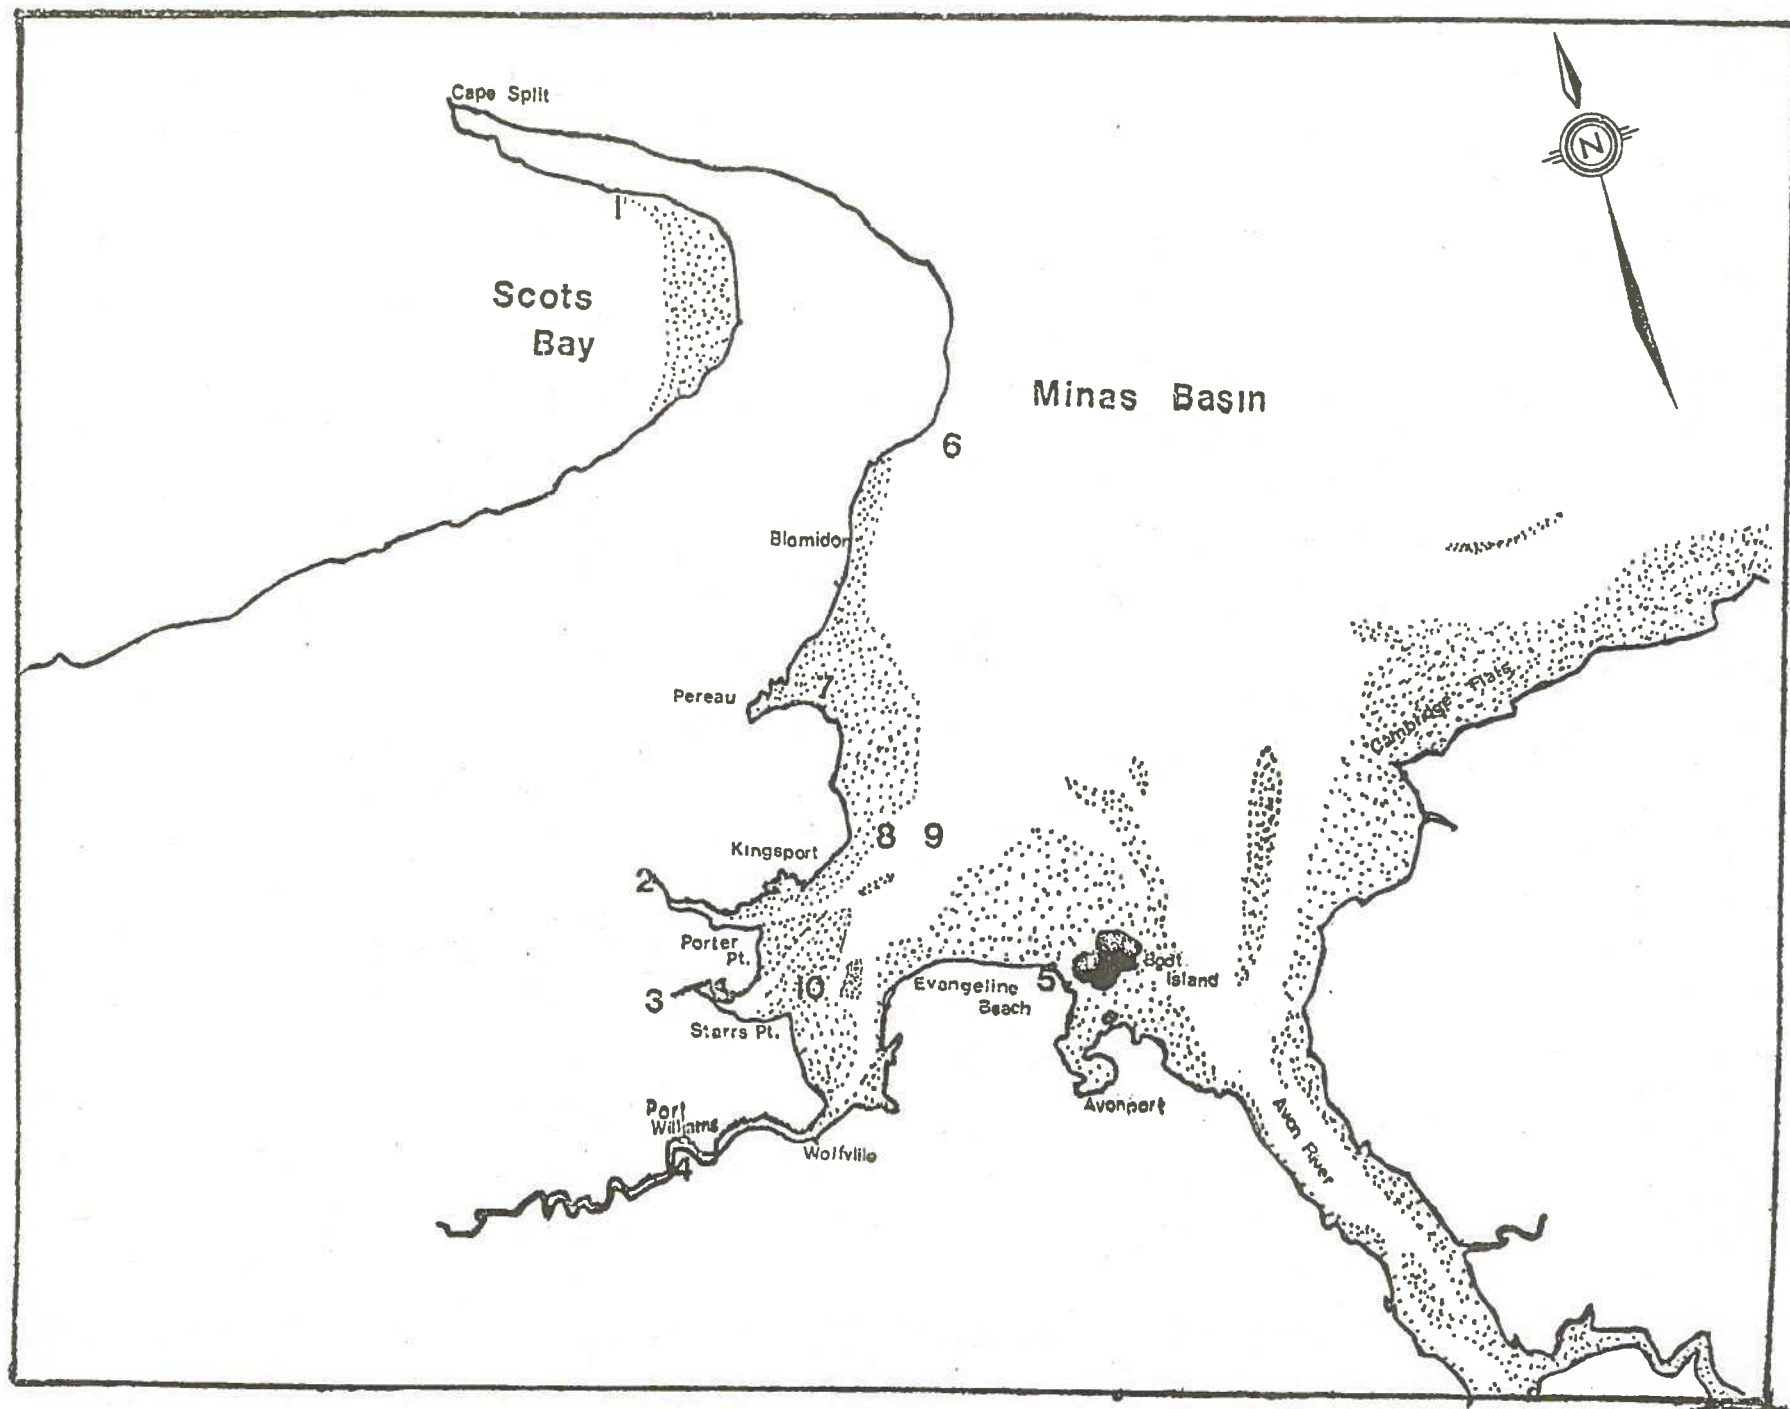 Cape Split
N
1
Scots
Bay
Minas Basin
6
Blomidon
Pereau
7
Cambridge Flats
8 9
Kingsport
2
Porter
Pt.
Boot
Island
3
10
Evangeline
Beach
5
Starrs Pt.
Port
Williams
Avonport
Avon River
Wolfville
4